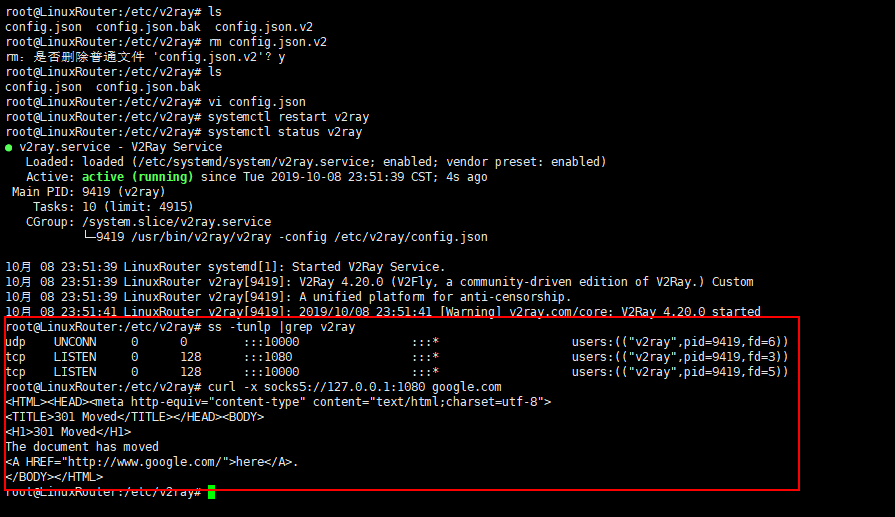 root@LinuxRouter:/etc/v2ray# ls
config.json  config.json.bak  config.json.v2
root@LinuxRouter:/etc/v2ray# rm config.json.v2
rm：是否删除普通文件 'config.json.v2'？y
root@LinuxRouter:/etc/v2ray# ls
config.json  config.json.bak
root@LinuxRouter:/etc/v2ray# vi config.json
root@LinuxRouter:/etc/v2ray# systemctl restart v2ray
root@LinuxRouter:/etc/v2ray# systemctl status v2ray
● v2ray.service - V2Ray Service
   Loaded: loaded (/etc/systemd/system/v2ray.service; enabled; vendor preset: enabled)
   Active: active (running) since Tue 2019-10-08 23:51:39 CST; 4s ago
 Main PID: 9419 (v2ray)
    Tasks: 10 (limit: 4915)
   CGroup: /system.slice/v2ray.service
           └─9419 /usr/bin/v2ray/v2ray -config /etc/v2ray/config.json

10月 08 23:51:39 LinuxRouter systemd[1]: Started V2Ray Service.
10月 08 23:51:39 LinuxRouter v2ray[9419]: V2Ray 4.20.0 (V2Fly, a community-driven edition of V2Ray.) Custom
10月 08 23:51:39 LinuxRouter v2ray[9419]: A unified platform for anti-censorship.
10月 08 23:51:41 LinuxRouter v2ray[9419]: 2019/10/08 23:51:41 [Warning] v2ray.com/core: V2Ray 4.20.0 started
root@LinuxRouter:/etc/v2ray# ss -tunlp |grep v2ray
udp    UNCONN     0      0        :::10000                :::*                   users:(("v2ray",pid=9419,fd=6))
tcp    LISTEN     0      128      :::1080                 :::*                   users:(("v2ray",pid=9419,fd=3))
tcp    LISTEN     0      128      :::10000                :::*                   users:(("v2ray",pid=9419,fd=5))
root@LinuxRouter:/etc/v2ray# curl -x socks5://127.0.0.1:1080 google.com
<HTML><HEAD><meta http-equiv="content-type" content="text/html;charset=utf-8">
<TITLE>301 Moved</TITLE></HEAD><BODY>
<H1>301 Moved</H1>
The document has moved
<A HREF="http://www.google.com/">here</A>.
</BODY></HTML>
root@LinuxRouter:/etc/v2ray#